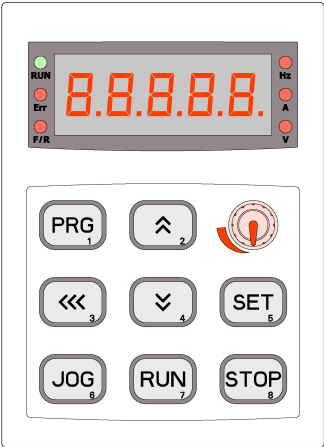 RUN
Hz
8.8.8.8.8.
Err
A
F/R
V
PRG
1
2
3
4
SET
5
JOG
6
RUN
7
STOP
8